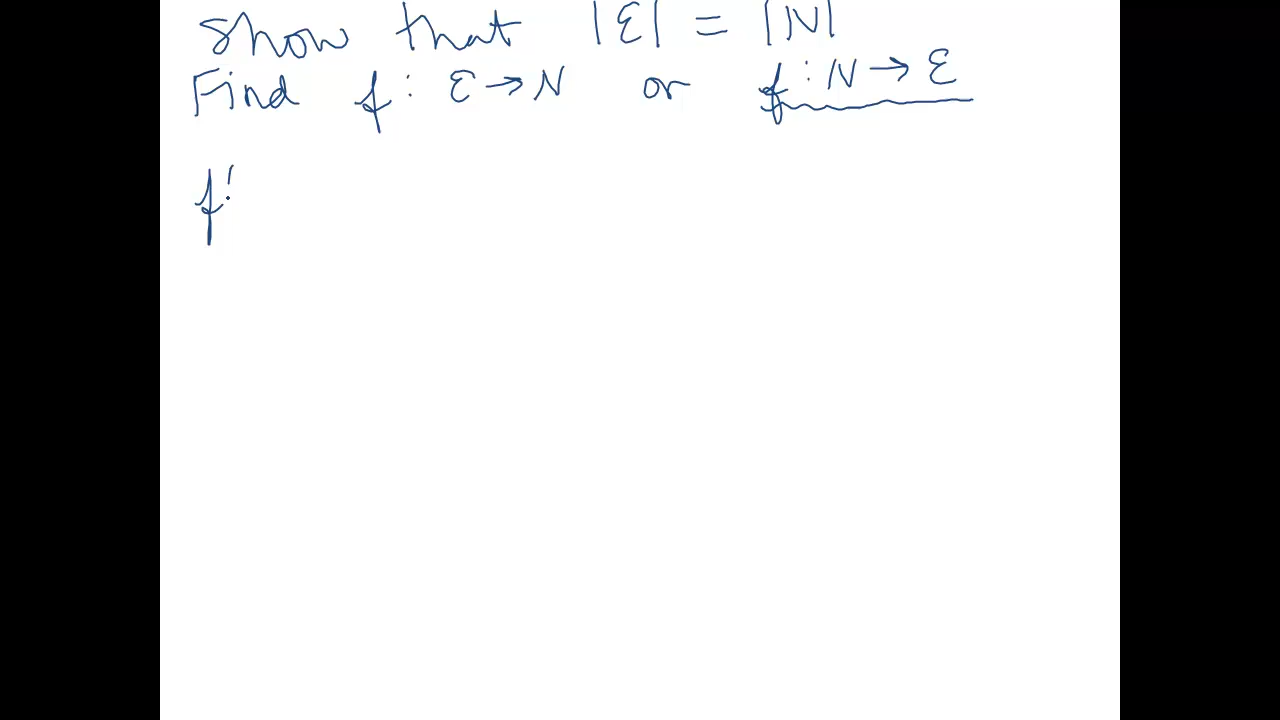 Show that |E| = |N|
Find f: E→N or f: N→E
f: